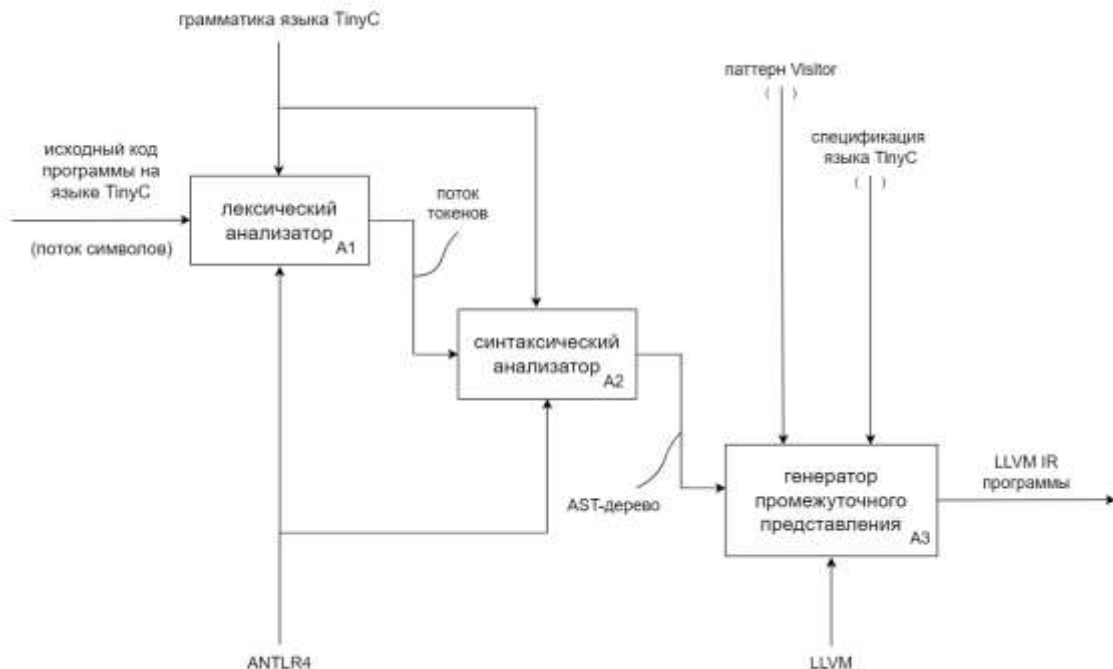 грамматика языка TinyC
паттерн Visitor
( )
спецификация
языка TinyC
( )
исходный код
программы на
языке TinyC
(поток символов)
лексический
анализатор
A1
поток
токенов
синтаксический
анализатор
A2
AST-дерево
генератор
промежуточного
представления
A3
LLVM IR
программы
ANTLR4
LLVM